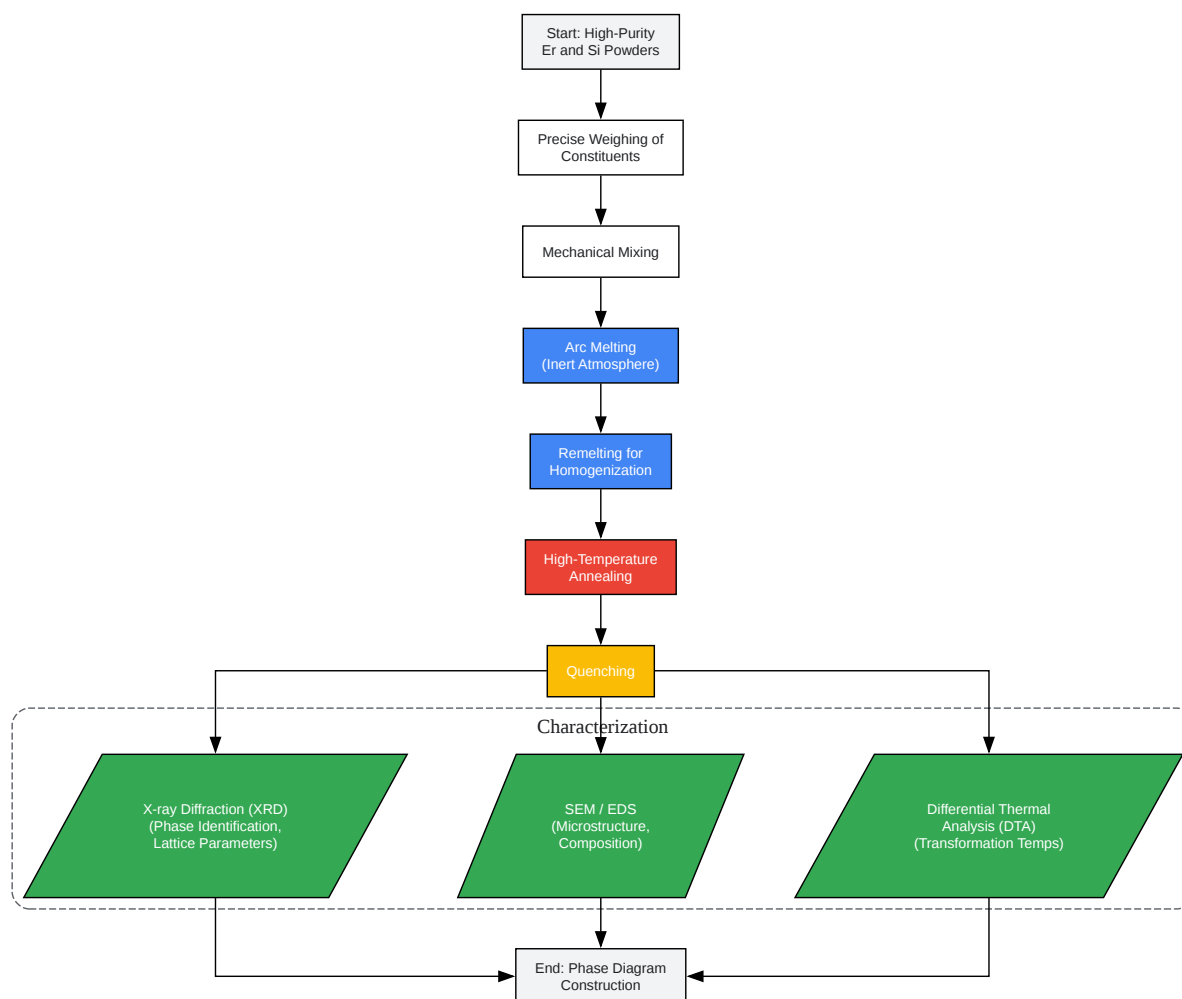 Start: High-Purity
Er and Si Powders
Precise Weighing of
Constituents
Mechanical Mixing
Arc Melting
(Inert Atmosphere)
Remelting for
Homogenization
High-Temperature
Annealing
Quenching
Characterization
X-ray Diffraction (XRD)
(Phase Identification,
Lattice Parameters)
SEM / EDS
(Microstructure,
Composition)
Differential Thermal
Analysis (DTA)
(Transformation Temps)
End: Phase Diagram
Construction